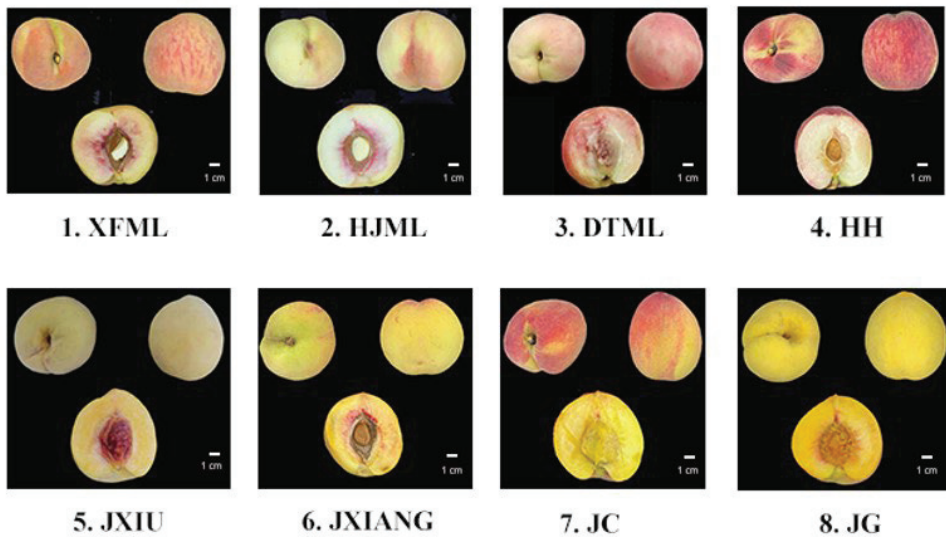 1 cm
1 cm
1 cm
1 cm
1. XFML
2. HJML
3. DTML
4. HH
1 cm
1 cm
1 cm
1 cm
5. JXIU
6. JXIANG
7. JC
8. JG